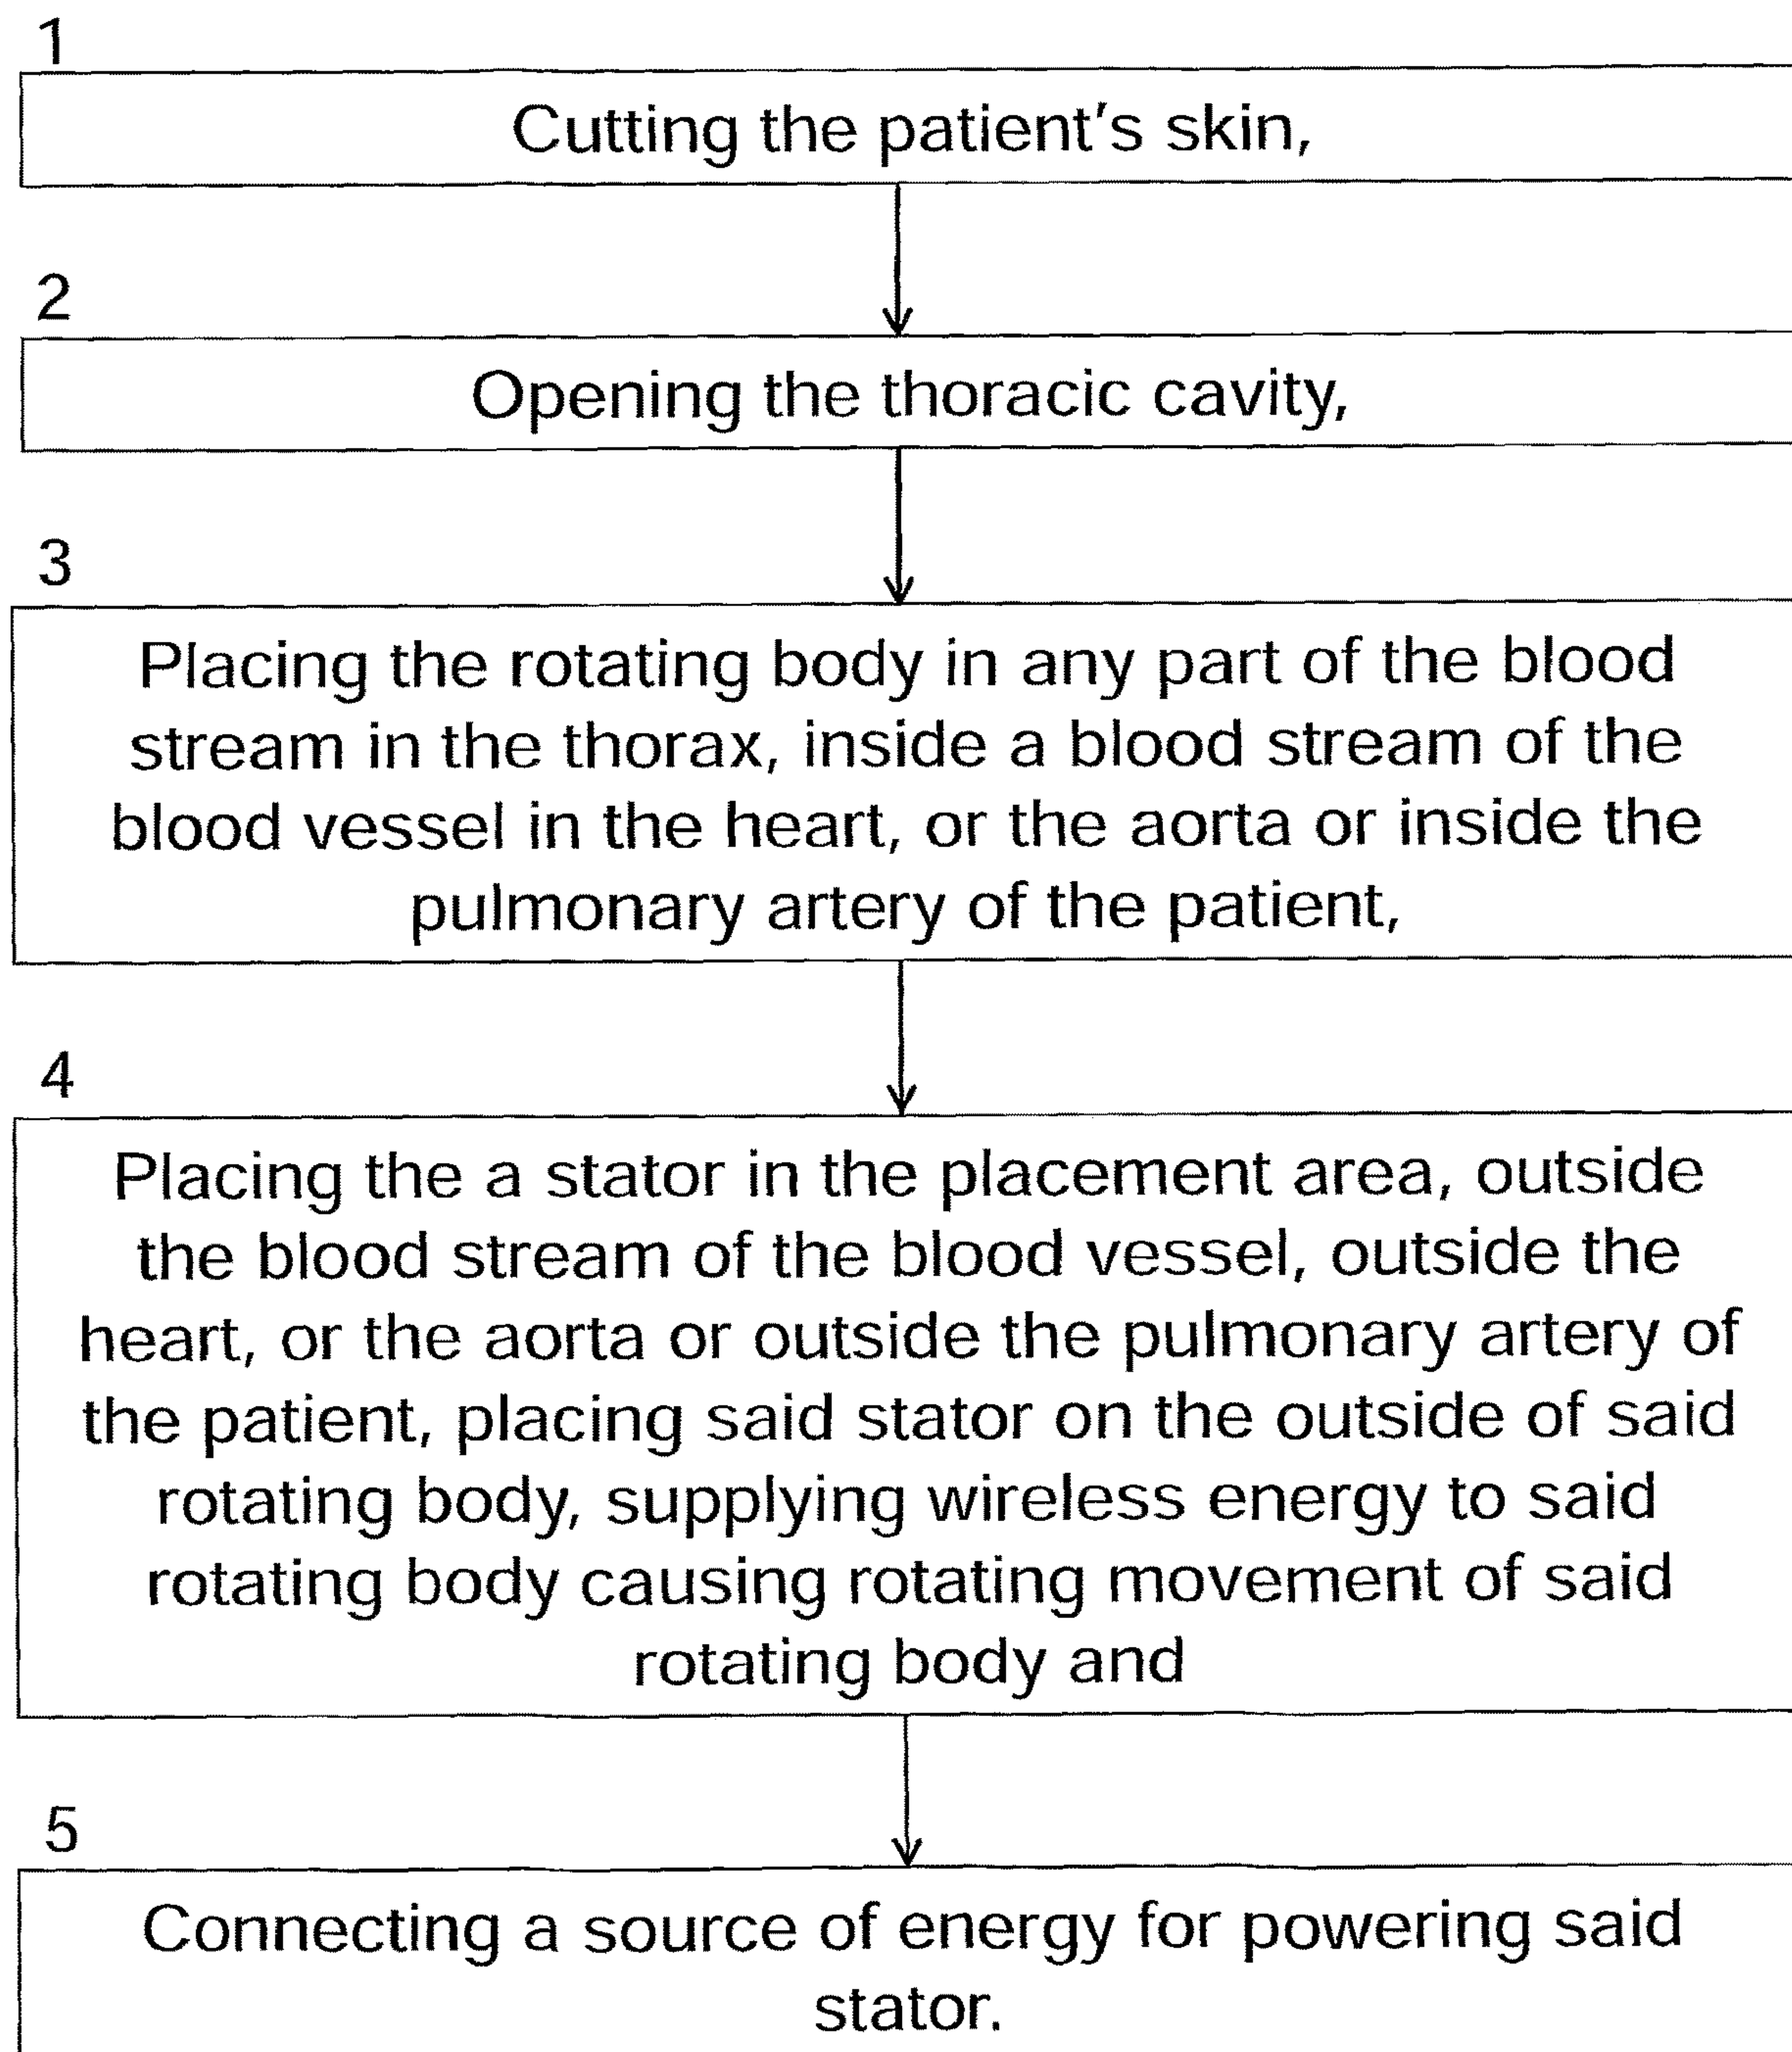 1
Cutting the patient's skin,
2
Opening the thoracic cavity,
3
Placing the rotating body in any part of the blood
stream in the thorax, inside a blood stream of the
blood vessel in the heart, or the aorta or inside the
pulmonary artery of the patient,
4
Placing the a stator in the placement area, outside
the blood stream of the blood vessel, outside the
heart, or the aorta or outside the pulmonary artery of
the patient, placing said stator on the outside of said
rotating body, supplying wireless energy to said
rotating body causing rotating movement of said
rotating body and
5
Connecting a source of energy for powering said
stator.